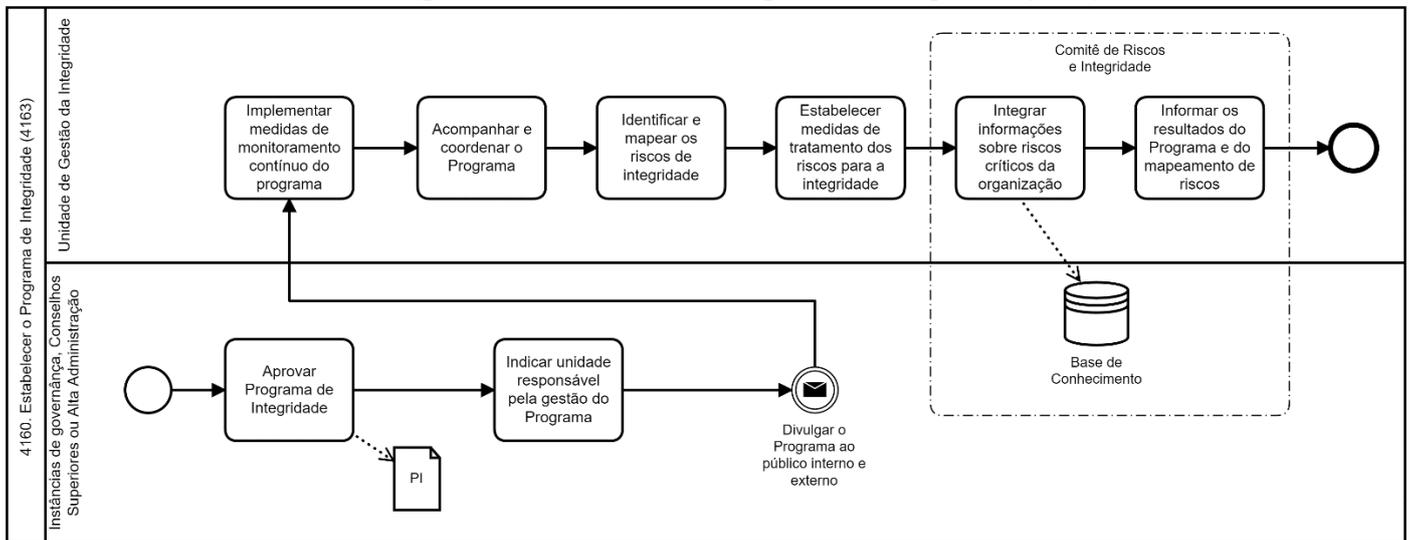 4160. Estabelecer o Programa de Integridade (4163)
Unidade de Gestão da Integridade
Implementar
medidas de
monitoramento
contínuo do
programa
Acompanhar e
coordenar o
Programa
Identificar e
mapear os
riscos de
integridade
Estabelecer
medidas de
tratamento dos
riscos para a
integridade
Comitê de Riscos
e Integridade
Integrar
informações
sobre riscos
críticos da
organização
Informar os
resultados do
Programa e do
mapeamento de
riscos
Instâncias de governânça, Conselhos
Superiores ou Alta Administração
Aprovar
Programa de
Integridade
PI
Indicar unidade
responsável
pela gestão do
Programa
Divulgar o
Programa ao
público interno e
externo
Base de
Conhecimento